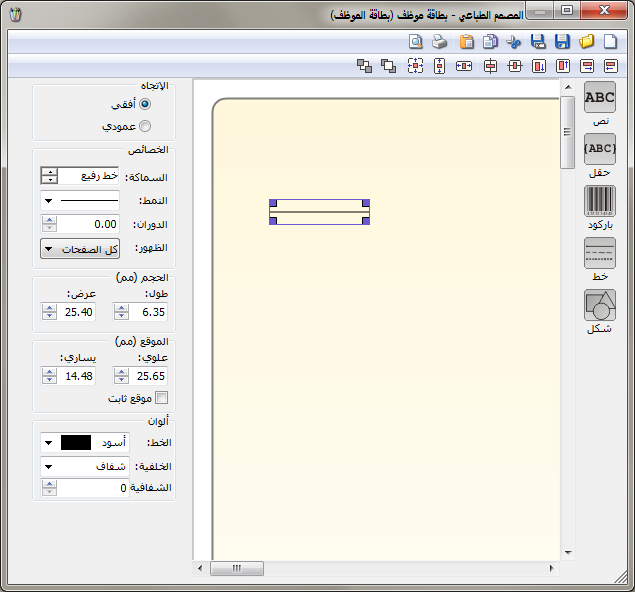 المصمم الطباعي - بطاقة موظف (بطاقة الموظف)
ABC
نص
{ABC}
حقل
باركود
خط
شكل
الإتجاه
أفقي
عمودي
الخصائص
السماكة: خط رفيع
النمط:
الدوران: 0.00
الظهور: كل الصفحات
الحجم (مم)
طول: عرض:
6.35 25.40
الموقع (مم)
علوي: يساري:
25.65 14.48
موقع ثابت
ألوان
الخط: أسود
الخلفية: شفاف
الشفافية 0